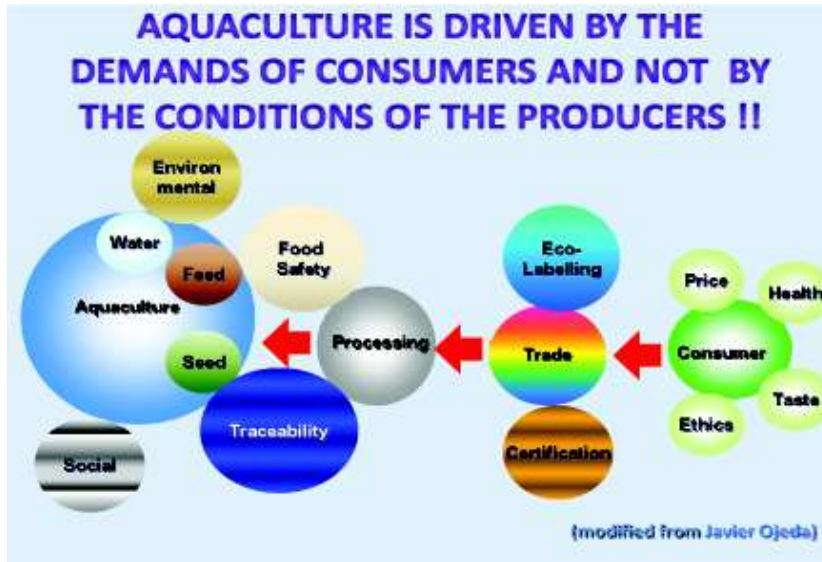 AQUACULTURE IS DRIVEN BY THE
DEMANDS OF CONSUMERS AND NOT BY
THE CONDITIONS OF THE PRODUCERS !!
Environ
mental
Water
Feed
Aquaculture
Seed
Social
Food
Safety
Traceability
Processing
Eco-
Labelling
Trade
Certification
Price
Health
Consumer
Taste
Ethics
(modified from Javier Ojeda)